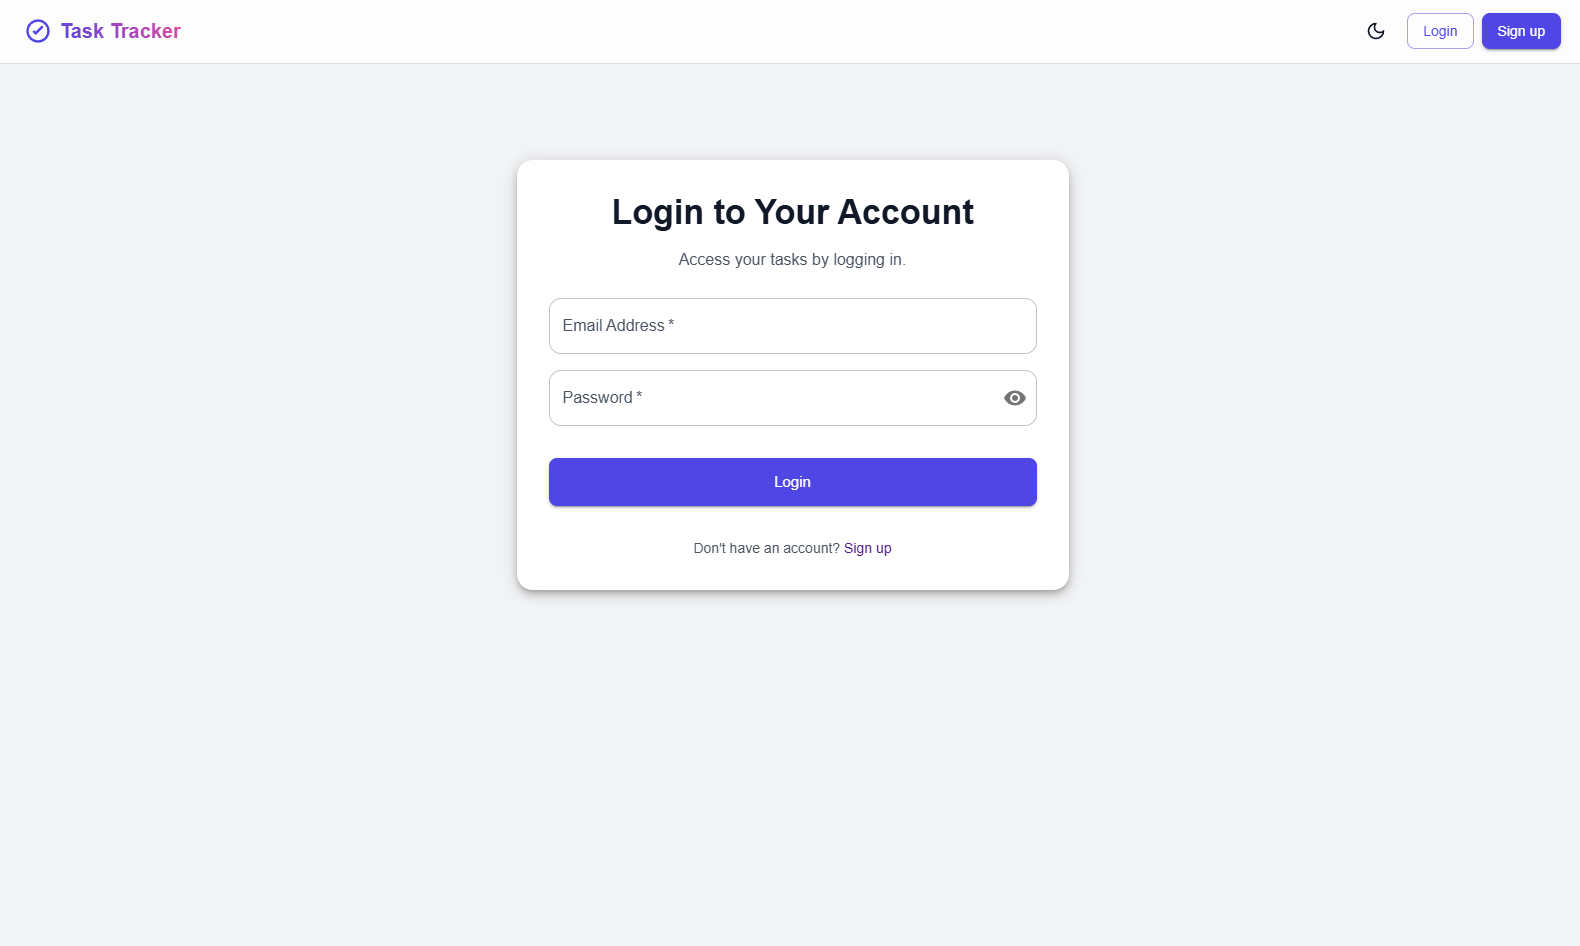 Task Tracker
Login
Sign up
Login to Your Account
Access your tasks by logging in.
Email Address *
Password *
Login
Don't have an account? Sign up